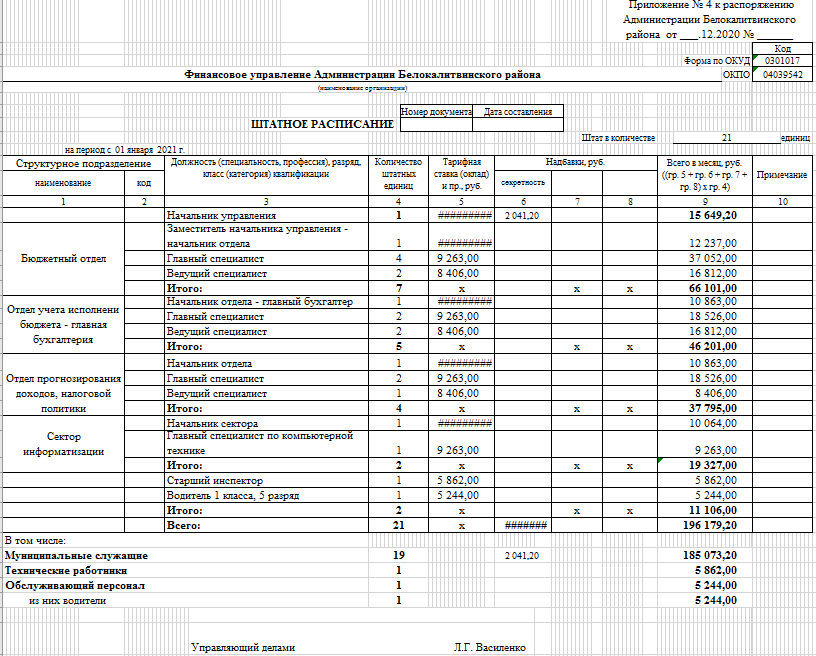 Приложение № 4 к распоряжению
Администрации Белокалитвинского
района от ___.12.2020 № ______
Код
Форма по ОКУД 0301017
Финансовое управление Администрации Белокалитвинского района ОКПО 04039542
(наименование организации)
Номер документа Дата составления
ШТАТНОЕ РАСПИСАНИЕ
Штат в количестве 21 единиц
на период с 01 января 2021 г.
Структурное подразделение Должность (специальность, профессия), разряд, класс (категория) квалификации Количество штатных единиц Тарифная ставка (оклад) и пр., руб. Надбавки, руб. Всего в месяц, руб. ((гр. 5 + гр. 6 + гр. 7 + гр. 8) х гр. 4) Примечание
наименование код секретность
1 2 3 4 5 6 7 8 9 10
Начальник управления 1 ######### 2 041,20 15 649,20
Бюджетный отдел
Заместитель начальника управления -
начальник отдела 1 ######### 12 237,00
Главный специалист 4 9 263,00 37 052,00
Ведущий специалист 2 8 406,00 16 812,00
Итого: 7 х х х 66 101,00
Отдел учета исполнени
бюджета - главная
бухгалтерия
Начальник отдела - главный бухгалтер 1 ######### 10 863,00
Главный специалист 2 9 263,00 18 526,00
Ведущий специалист 2 8 406,00 16 812,00
Итого: 5 х х х 46 201,00
Отдел прогнозирования
доходов, налоговой
политики
Начальник отдела 1 ######### 10 863,00
Главный специалист 2 9 263,00 18 526,00
Ведущий специалист 1 8 406,00 8 406,00
Итого: 4 х х х 37 795,00
Сектор
информатизации
Начальник сектора 1 ######### 10 064,00
Главный специалист по компьютерной
технике 1 9 263,00 9 263,00
Итого: 2 х х х 19 327,00
Старший инспектор 1 5 862,00 5 862,00
Водитель 1 класса, 5 разряд 1 5 244,00 5 244,00
Итого: 2 х х х 11 106,00
Всего: 21 х ####### 196 179,20
В том числе:
Муниципальные служащие 19 2 041,20 185 073,20
Технические работники 1 5 862,00
Обслуживающий персонал 1 5 244,00
из них водители 1 5 244,00
Управляющий делами Л.Г. Василенко